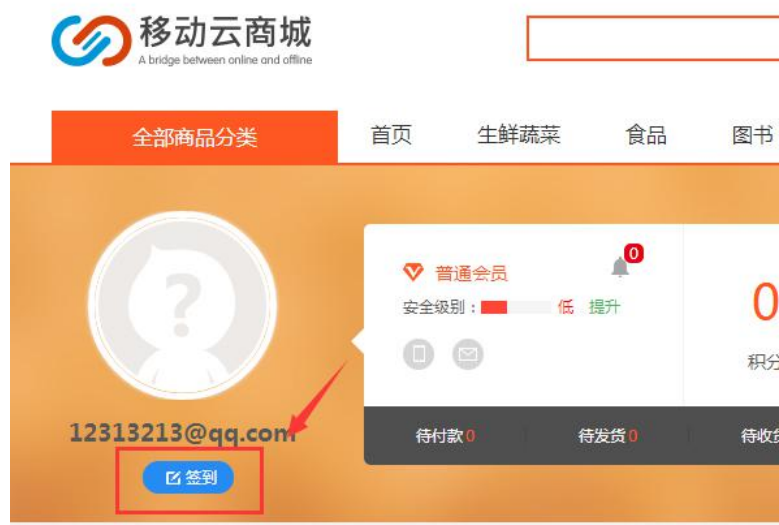 移动云商城
A bridge between online and offline
全部商品分类 首页 生鲜蔬菜 食品 图书
?
0
普通会员
安全级别: 低 提升
0
积分
12313213@qq.com
待付款0 待发货0 待收货
签到